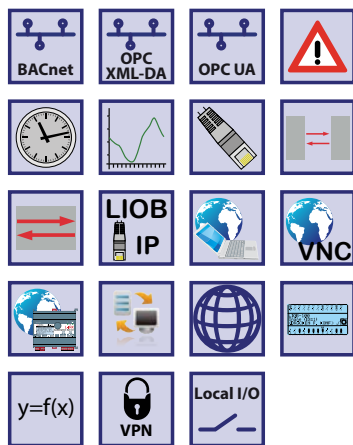 BACnet
OPC
XML-DA
OPC UA
LIOB
IP
VNC
y=f(x)
VPN
Local I/O